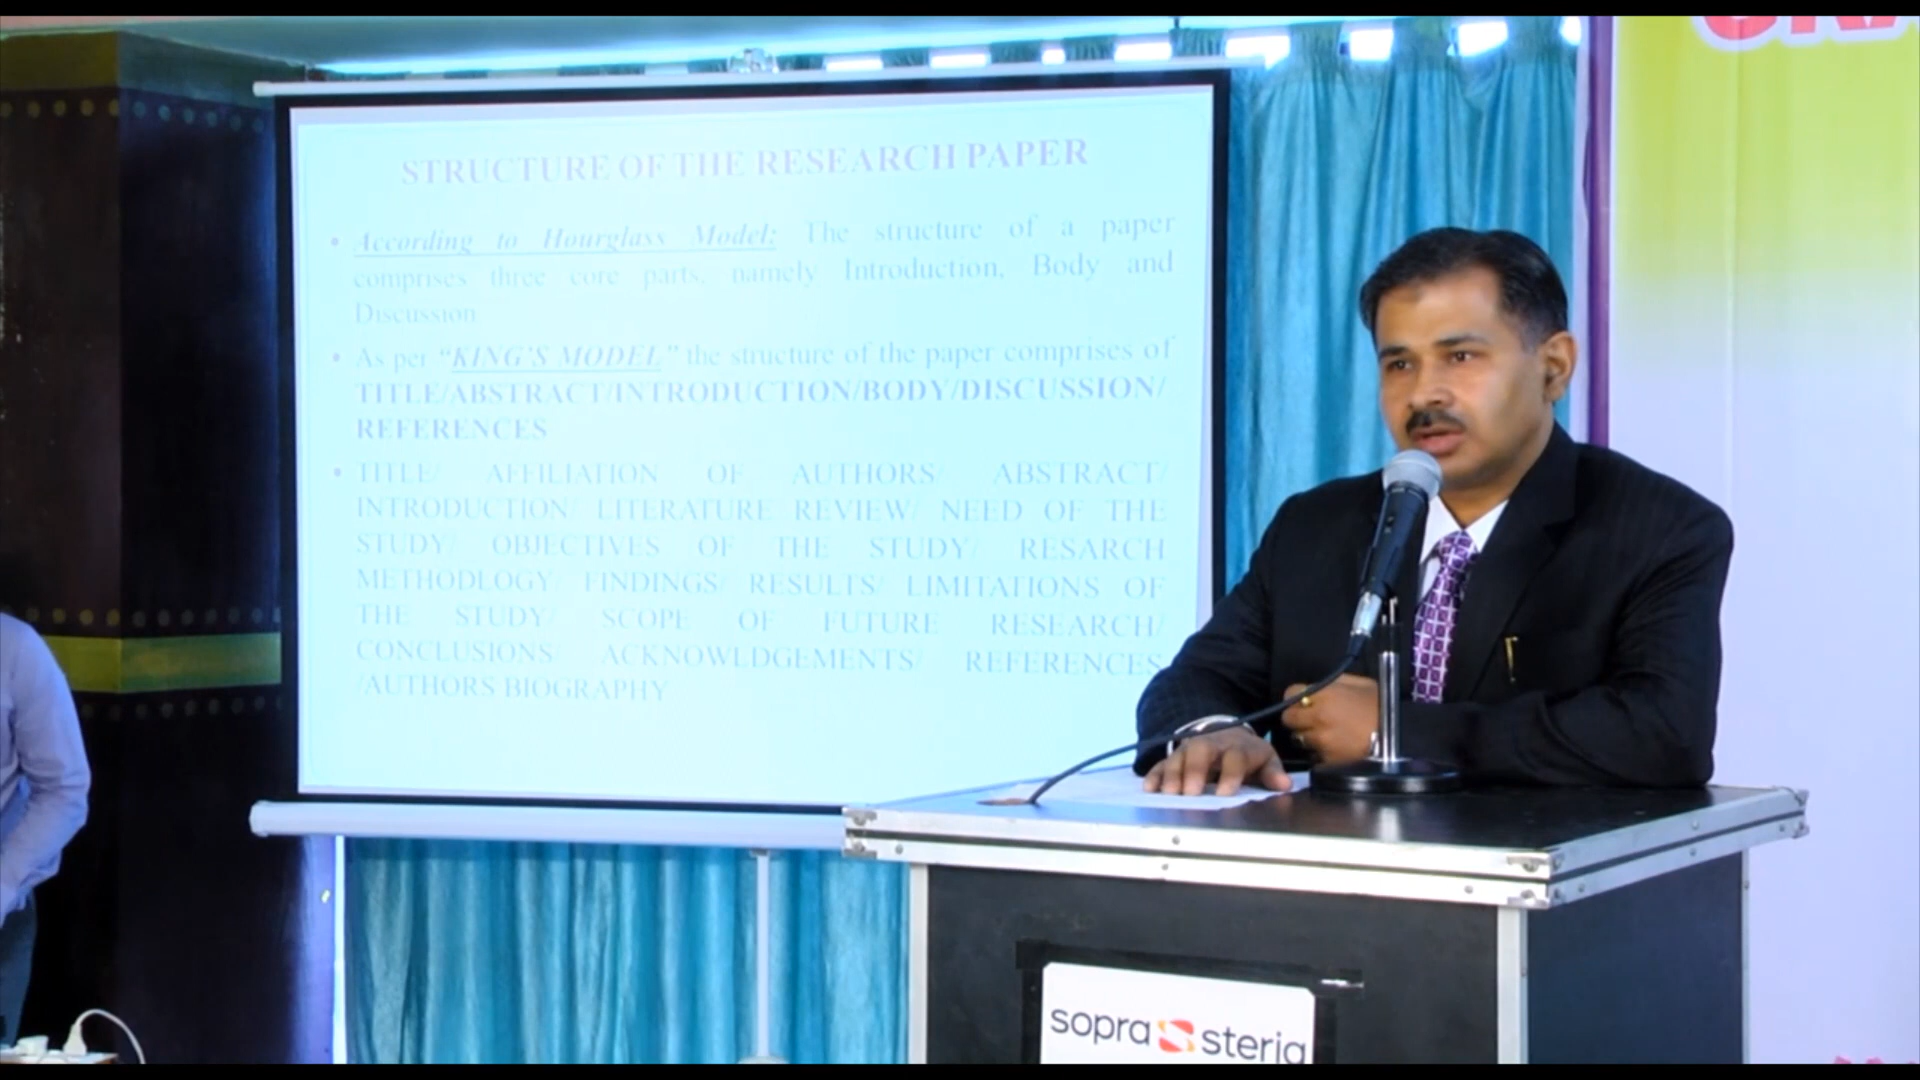 STRUCTURE OF THE RESEARCH PAPER
• According to Hourglass Model: The structure of a paper
comprises three core parts, namely Introduction, Body and
Discussion.
• As per “KING’S MODEL” the structure of the paper comprises of
TITLE/ABSTRACT/INTRODUCTION/BODY/DISCUSSION/
REFERENCES
• TITLE/ AFFILIATION OF AUTHORS/ ABSTRACT/
INTRODUCTION/ LITERATURE REVIEW/ NEED OF THE
STUDY/ OBJECTIVES OF THE STUDY/ RESARCH
METHODLOGY/ FINDINGS/ RESULTS/ LIMITATIONS OF
THE STUDY/ SCOPE OF FUTURE RESEARCH/
CONCLUSIONS/ ACKNOWLDGEMENTS/ REFERENCES
/AUTHORS BIOGRAPHY
sopra steria